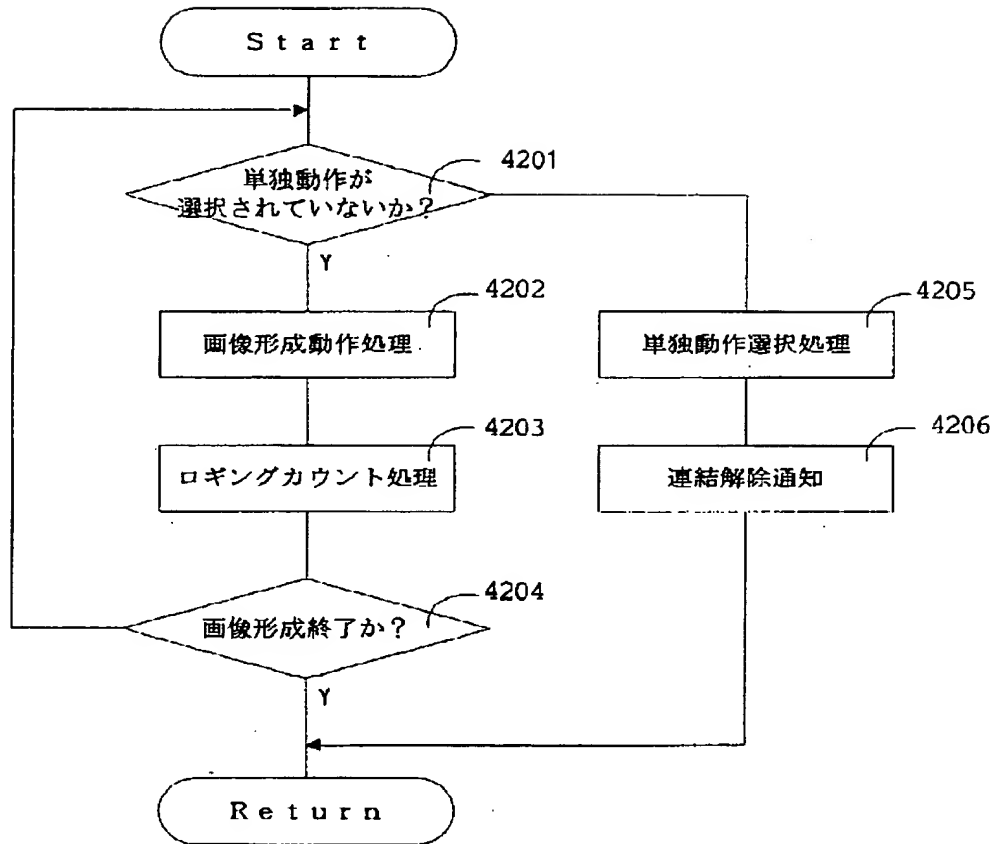 Start
4201
単独動作が
選択されていないか？
Y
4202
画像形成動作処理
4203
ロギングカウント処理
4204
画像形成終了か？
Y
4205
単独動作選択処理
4206
連結解除通知
Return